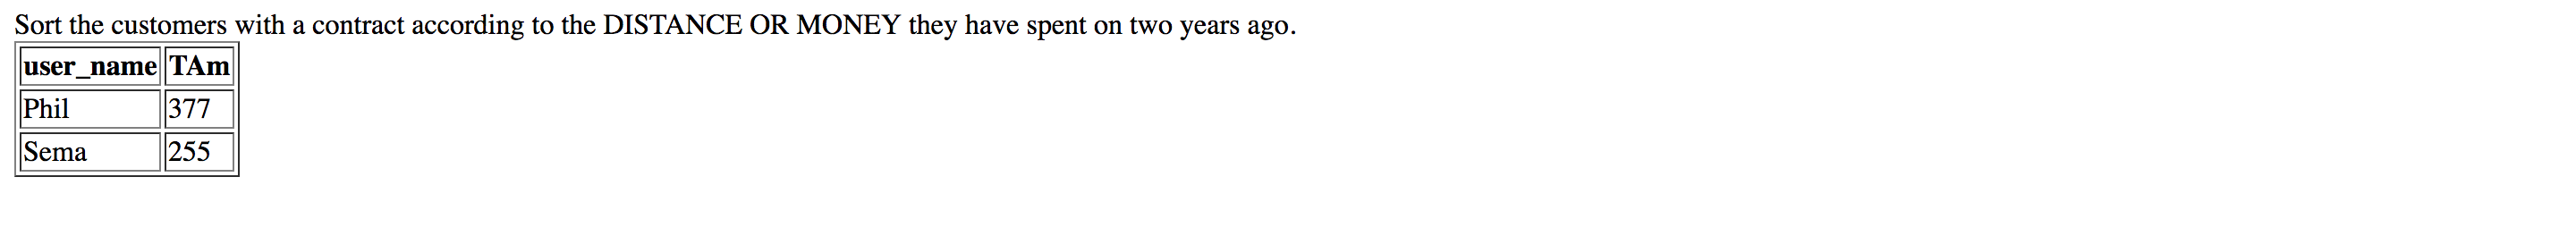 Sort the customers with a contract according to the DISTANCE OR MONEY they have spent on two years ago.
user_name TAm
Phil 377
Sema 255